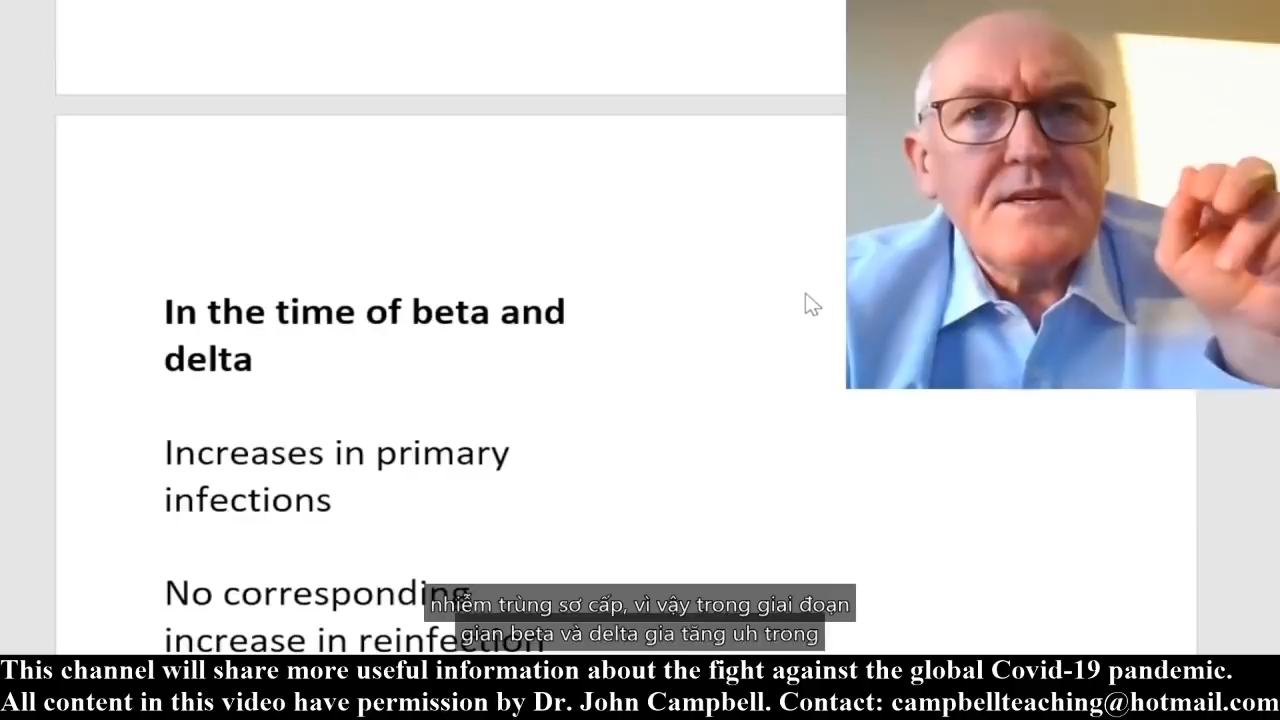 In the time of beta and
delta
Increases in primary
infections
No corresponding
increase in reinfection
nhiễm trùng sơ cấp, vì vậy trong giai đoạn
gian beta và delta gia tăng uh trong
This channel will share more useful information about the fight against the global Covid-19 pandemic.
All content in this video have permission by Dr. John Campbell. Contact: campbellteaching@hotmail.com